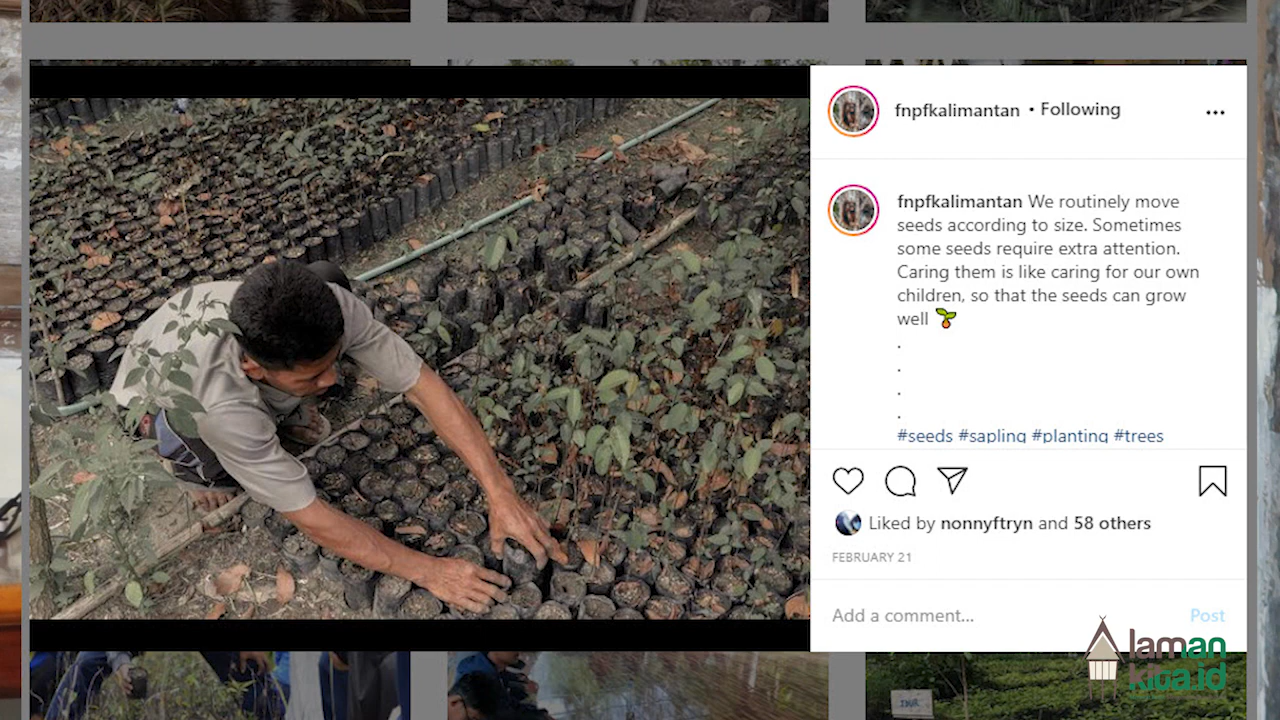 fnpfkalimantan • Following
fnpfkalimantan We routinely move
seeds according to size. Sometimes
some seeds require extra attention.
Caring them is like caring for our own
children, so that the seeds can grow
well
.
.
.
.
#seeds #sapling #planting #trees
Liked by nonnyftryn and 58 others
FEBRUARY 21
Add a comment...
Post
laman
kita.id